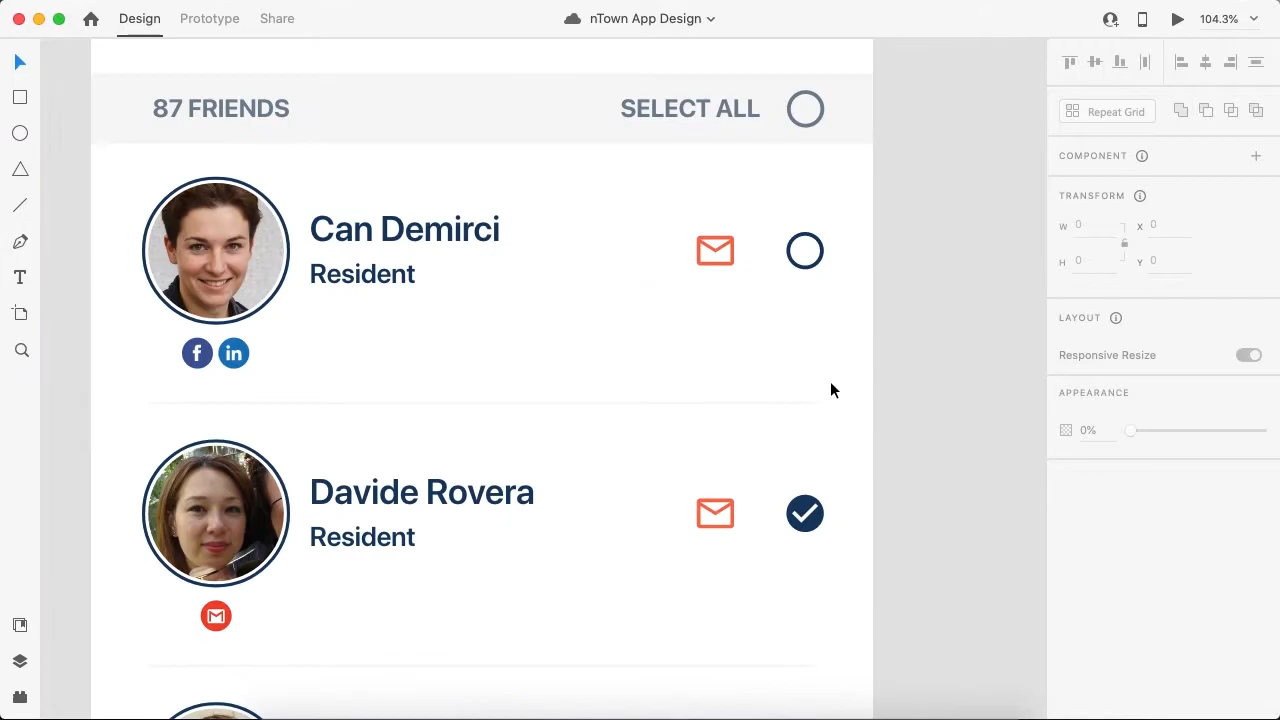 Design Prototype Share nTown App Design 104.3%
87 FRIENDS SELECT ALL
Repeat Grid
COMPONENT
TRANSFORM
W 0 X 0
H 0 Y 0
LAYOUT
Responsive Resize
APPEARANCE
0%
Can Demirci
Resident
f in
Davide Rovera
Resident